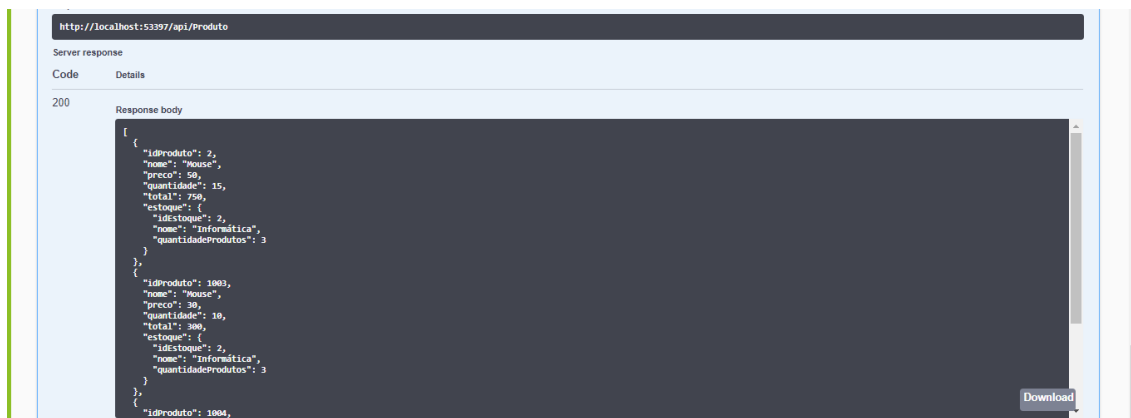 http://localhost:53397/api/Produto
Server response
Code Details
200
Response body
[
  {
    "idProduto": 2,
    "nome": "Mouse",
    "preco": 50,
    "quantidade": 15,
    "total": 750,
    "estoque": {
      "idEstoque": 2,
      "nome": "Informática",
      "quantidadeProdutos": 3
    }
  },
  {
    "idProduto": 1003,
    "nome": "Mouse",
    "preco": 30,
    "quantidade": 10,
    "total": 300,
    "estoque": {
      "idEstoque": 2,
      "nome": "Informática",
      "quantidadeProdutos": 3
    }
  },
  {
    "idProduto": 1004,
Download